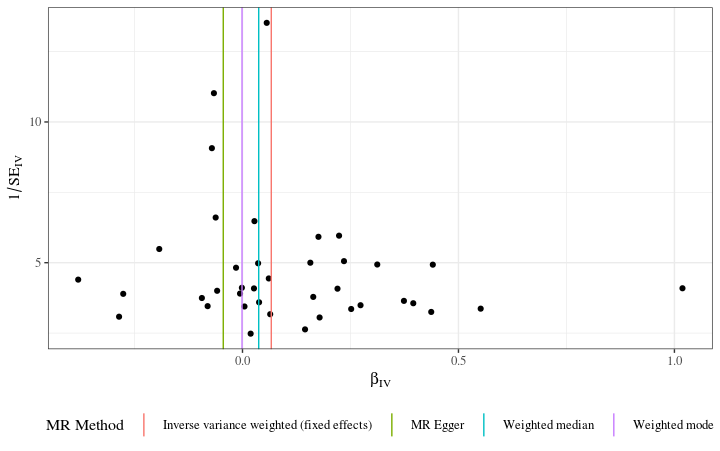 1/SE_IV
10
5
0.0 0.5 1.0
β_IV
MR Method Inverse variance weighted (fixed effects) MR Egger Weighted median Weighted mode